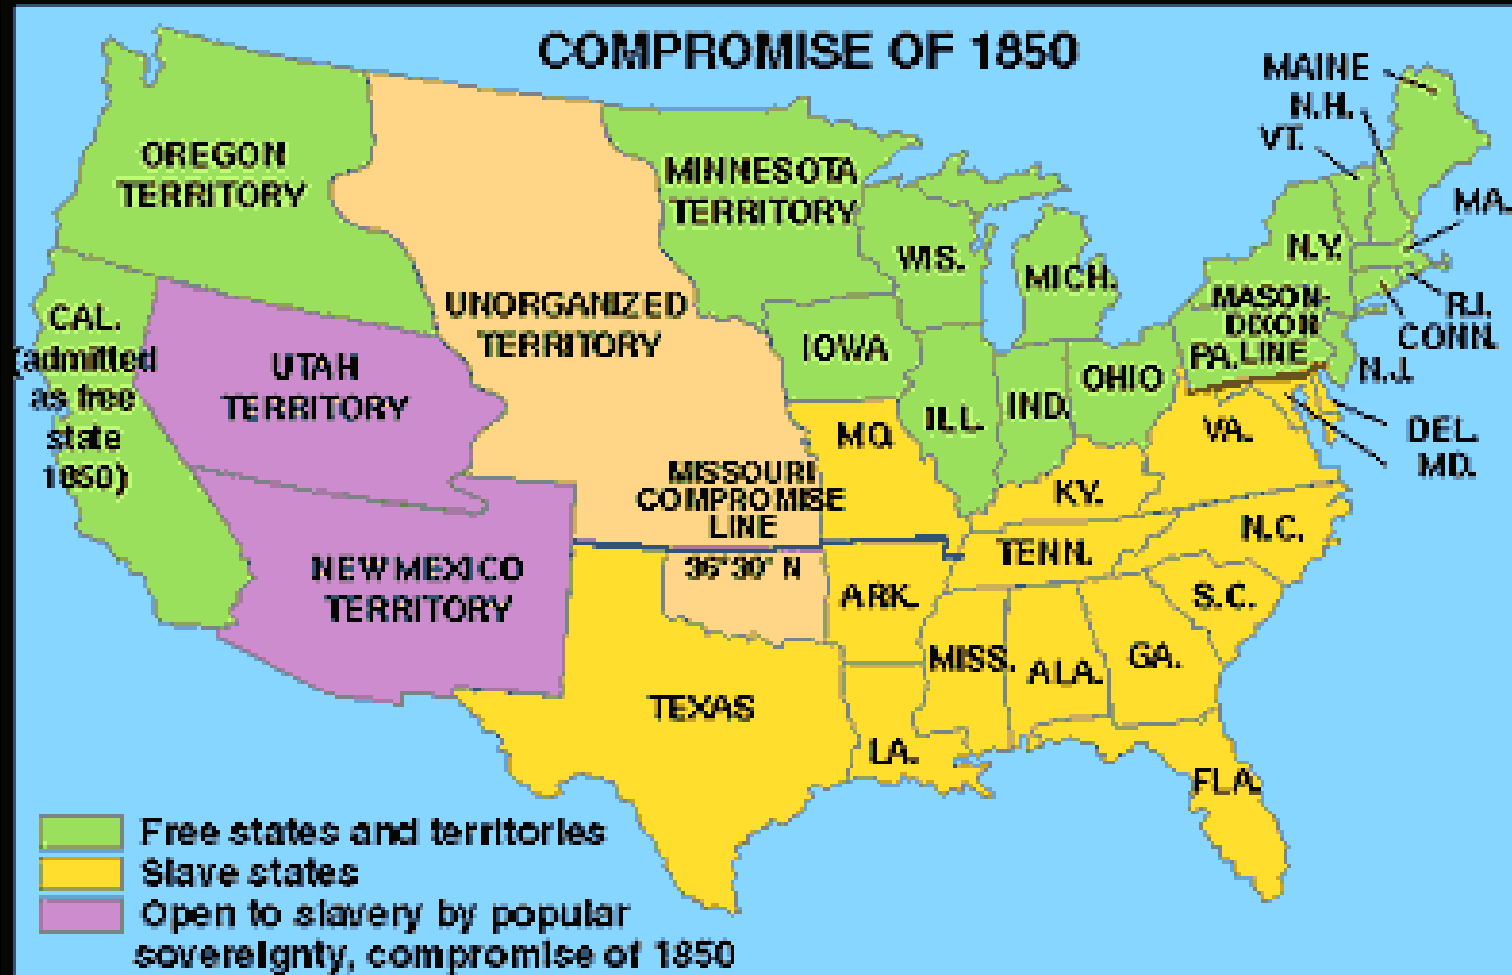 COMPROMISE OF 1850
MAINE
N.H.
VT.
MA.
OREGON
TERRITORY
MINNESOTA
TERRITORY
N.Y.
WIS.
MICH.
CAL.
(admitted
as free
state
1850)
UNORGANIZED
TERRITORY
MASON-
DIXON
LINE
PA.
R.I.
CONN.
N.J.
UTAH
TERRITORY
IOWA
OHIO
ILL.
IND.
MO.
VA.
DEL.
MD.
MISSOURI
COMPROMISE
LINE
KY.
N.C.
TENN.
36°30' N
NEW MEXICO
TERRITORY
ARK.
S.C.
MISS.
ALA.
GA.
TEXAS
LA.
FLA.
Free states and territories
Slave states
Open to slavery by popular
sovereignty, compromise of 1850